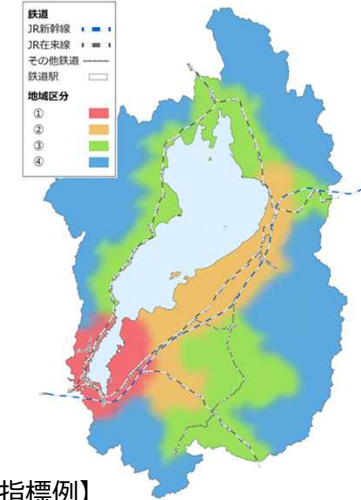 鉄道
JR新幹線
JR在来線
その他鉄道
鉄道駅
地域区分
①
②
③
④
指標例】